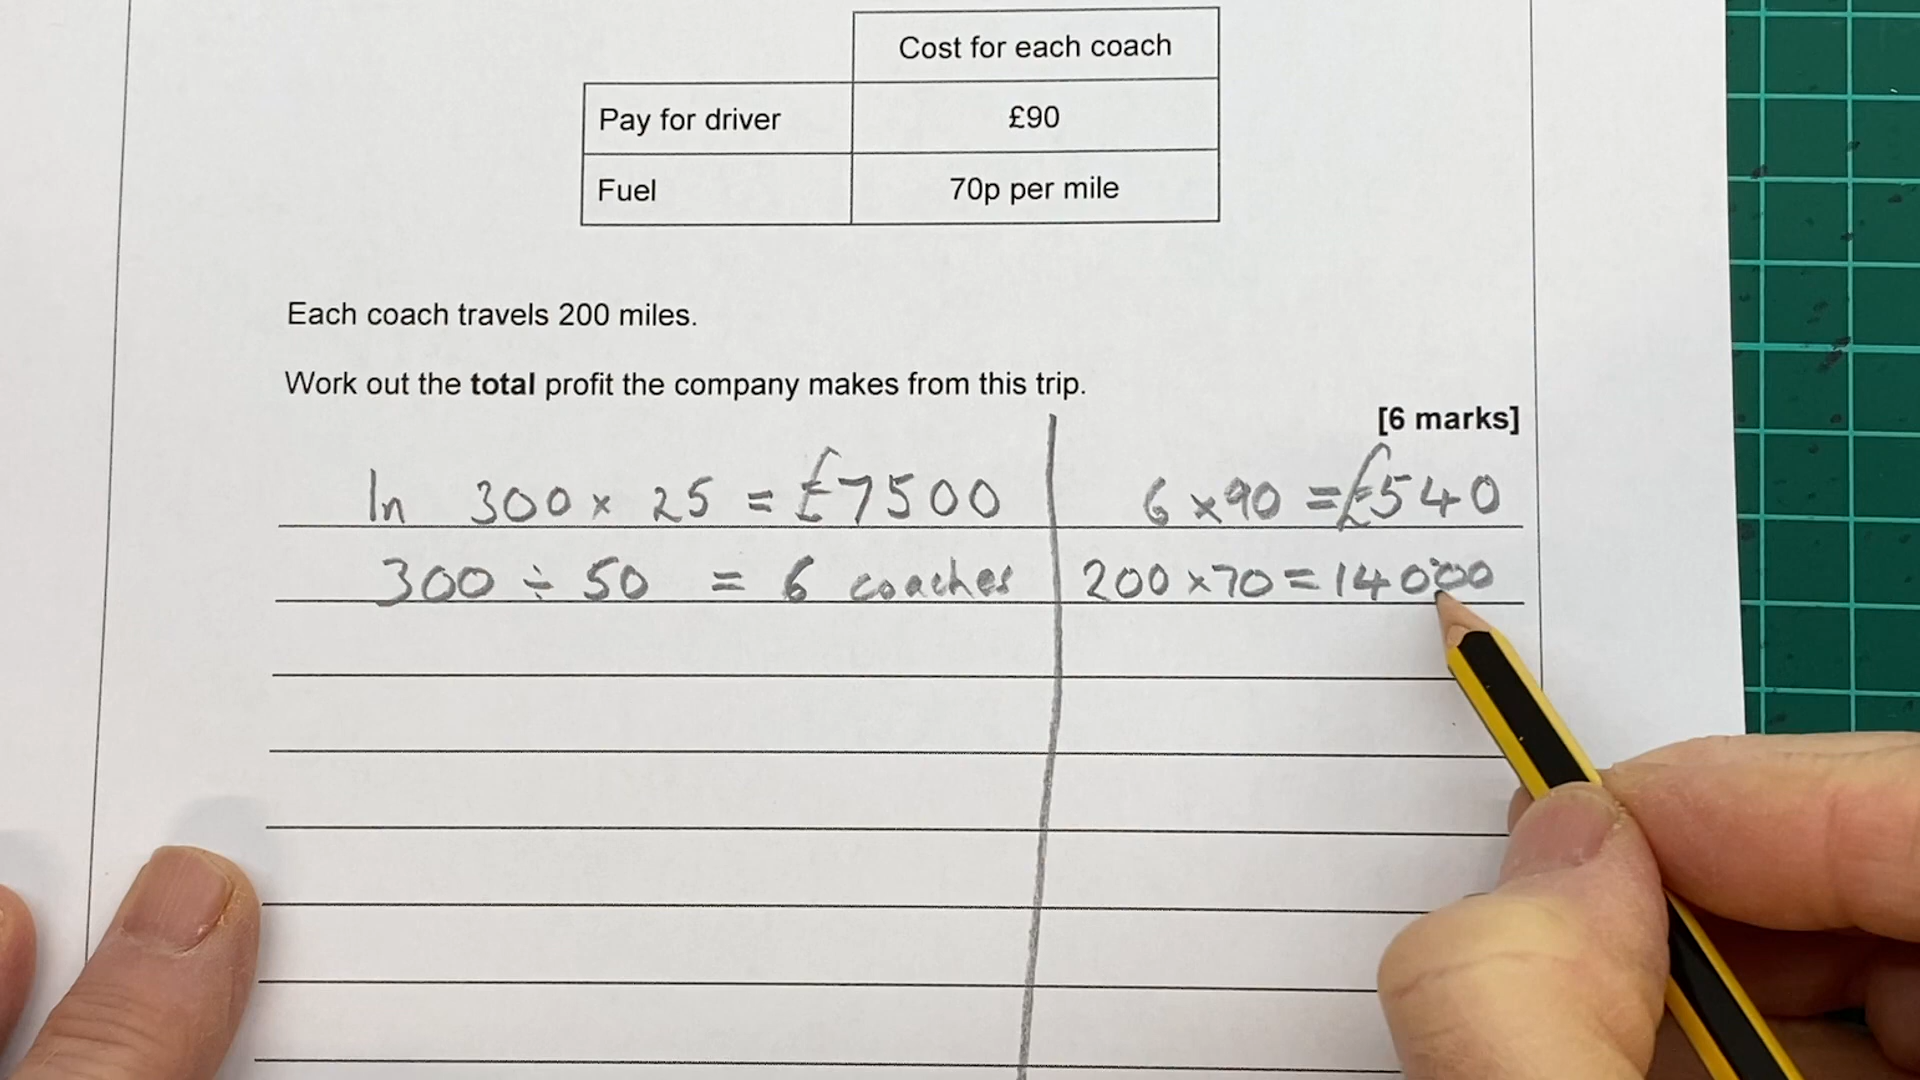 Cost for each coach
Pay for driver £90
Fuel 70p per mile
Each coach travels 200 miles.
Work out the total profit the company makes from this trip.
[6 marks]
In 300 × 25 = £7500
300 ÷ 50 = 6 coaches
6 × 90 = £540
200 × 70 = 14000